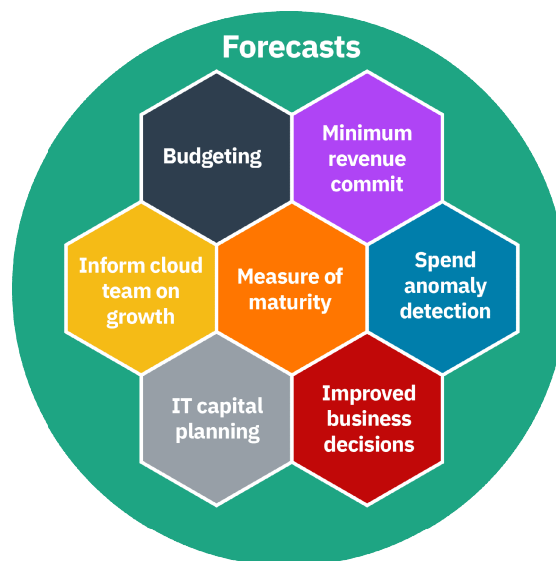 Forecasts
Budgeting
Minimum
revenue
commit
Inform cloud
team on
growth
Measure of
maturity
Spend
anomaly
detection
IT capital
planning
Improved
business
decisions